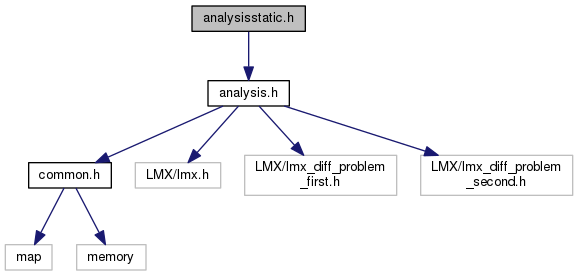 analysisstatic.h
analysis.h
common.h
LMX/lmx.h
LMX/lmx_diff_problem
_first.h
LMX/lmx_diff_problem
_second.h
map
memory